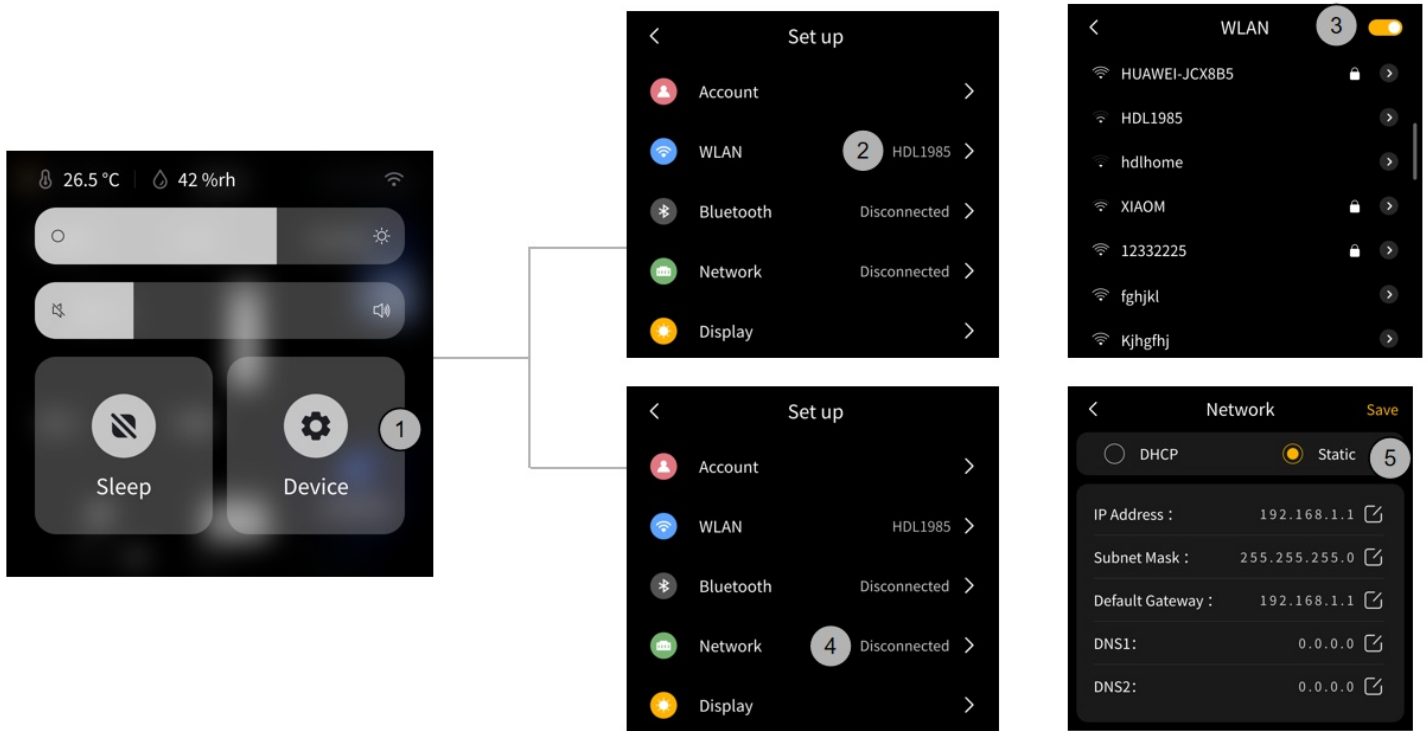 26.5 °C | 42 %rh
Sleep
Device
1
Set up
Account
WLAN 2 HDL1985
Bluetooth Disconnected
Network Disconnected
Display
WLAN 3
HUAWEI-JCX8B5
HDL1985
hdlhome
XIAOM
12332225
fghjkl
Kjhgfhj
Set up
Account
WLAN HDL1985
Bluetooth Disconnected
Network 4 Disconnected
Display
Network Save
DHCP Static 5
IP Address： 192.168.1.1
Subnet Mask： 255.255.255.0
Default Gateway： 192.168.1.1
DNS1: 0.0.0.0
DNS2: 0.0.0.0